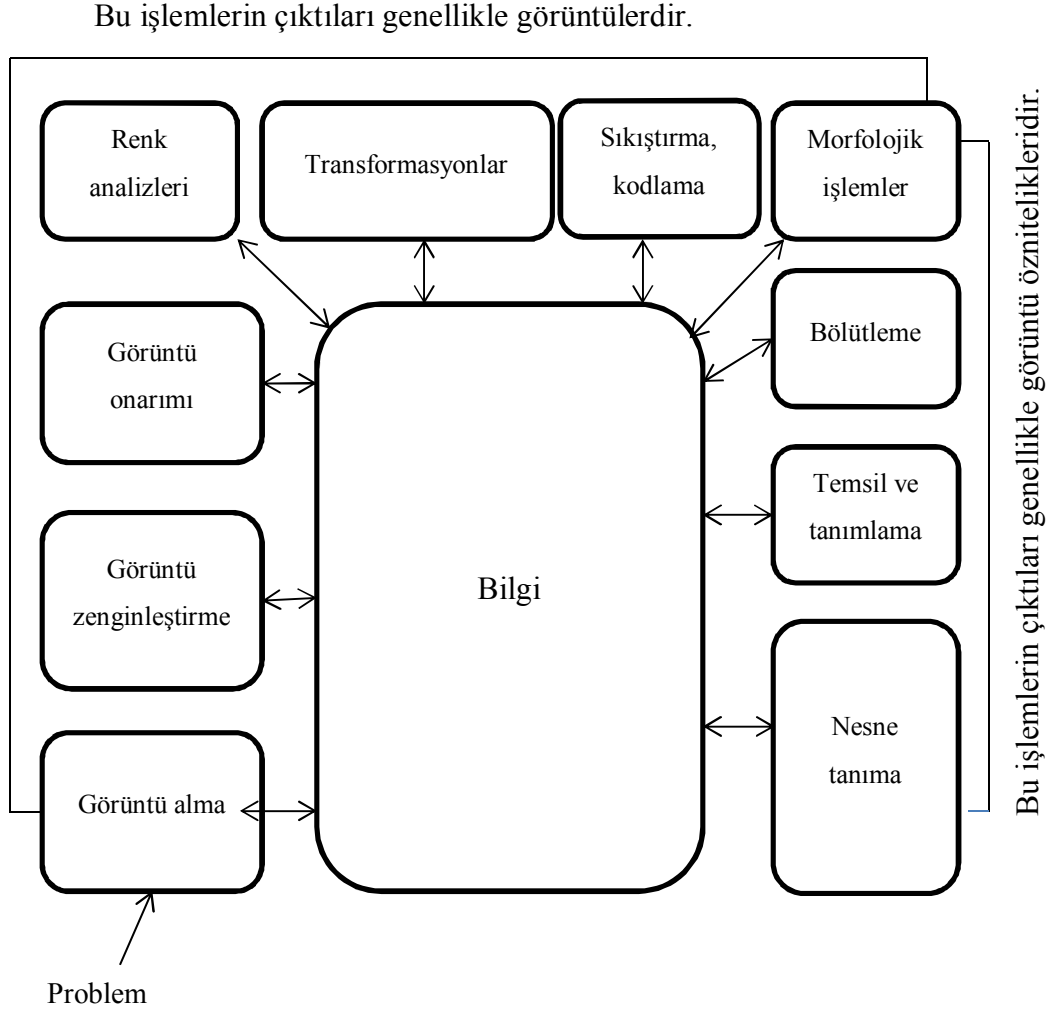 Bu işlemlerin çıktıları genellikle görüntülerdir.
Renk
analizleri
Transformasyonlar
Sıkıştırma,
kodlama
Morfolojik
işlemler
Görüntü
onarımı
Bölütleme
Temsil ve
tanımlama
Görüntü
zenginleştirme
Bilgi
Nesne
tanıma
Görüntü alma
Problem
Bu işlemlerin çıktıları genellikle görüntü öznitelikleridir.